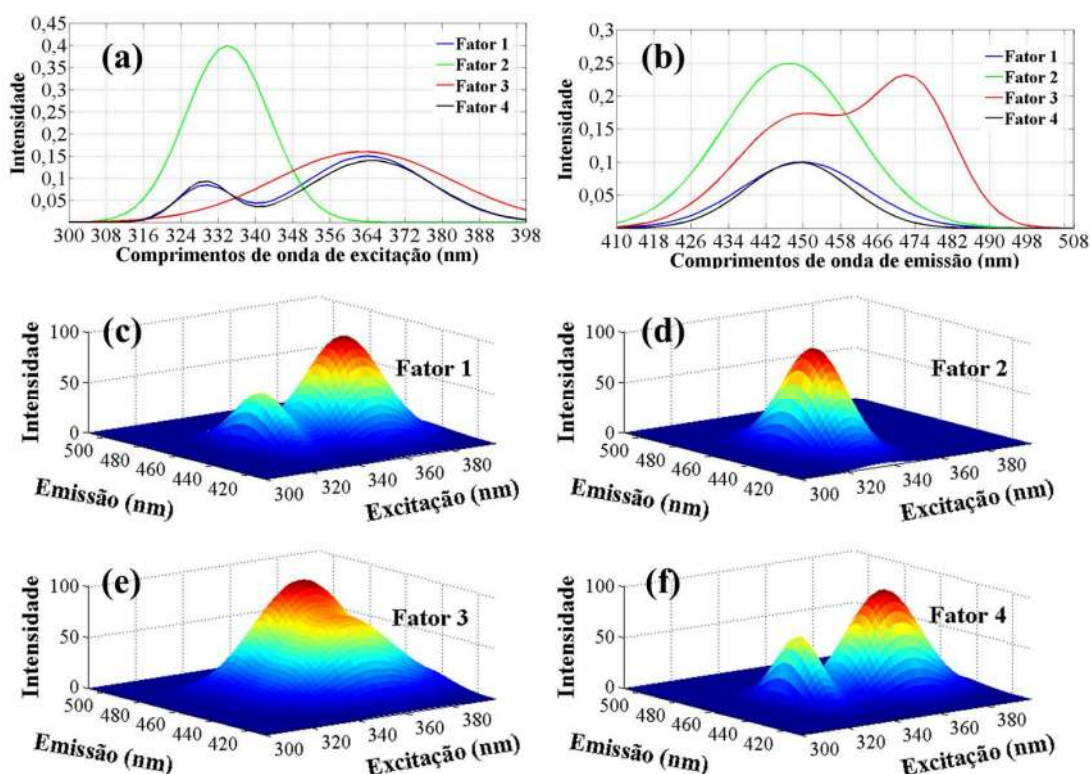 (a)
0,45
0,4
0,35
0,3
0,25
0,2
0,15
0,1
0,05
Intensidade
Fator 1
Fator 2
Fator 3
Fator 4
300 308 316 324 332 340 348 356 364 372 380 388 398
Comprimentos de onda de excitação (nm)
(b)
0,3
0,25
0,2
0,15
0,1
0,05
Intensidade
Fator 1
Fator 2
Fator 3
Fator 4
410 418 426 434 442 450 458 466 474 482 490 498 508
Comprimentos de onda de emissão (nm)
(c)
Fator 1
100
50
0
Intensidade
500 480 460 440 420
Emissão (nm)
300 320 340 360 380
Excitação (nm)
(d)
Fator 2
100
50
0
Intensidade
500 480 460 440 420
Emissão (nm)
300 320 340 360 380
Excitação (nm)
(e)
Fator 3
100
50
0
Intensidade
500 480 460 440 420
Emissão (nm)
300 320 340 360 380
Excitação (nm)
(f)
Fator 4
100
50
0
Intensidade
500 480 460 440 420
Emissão (nm)
300 320 340 360 380
Excitação (nm)